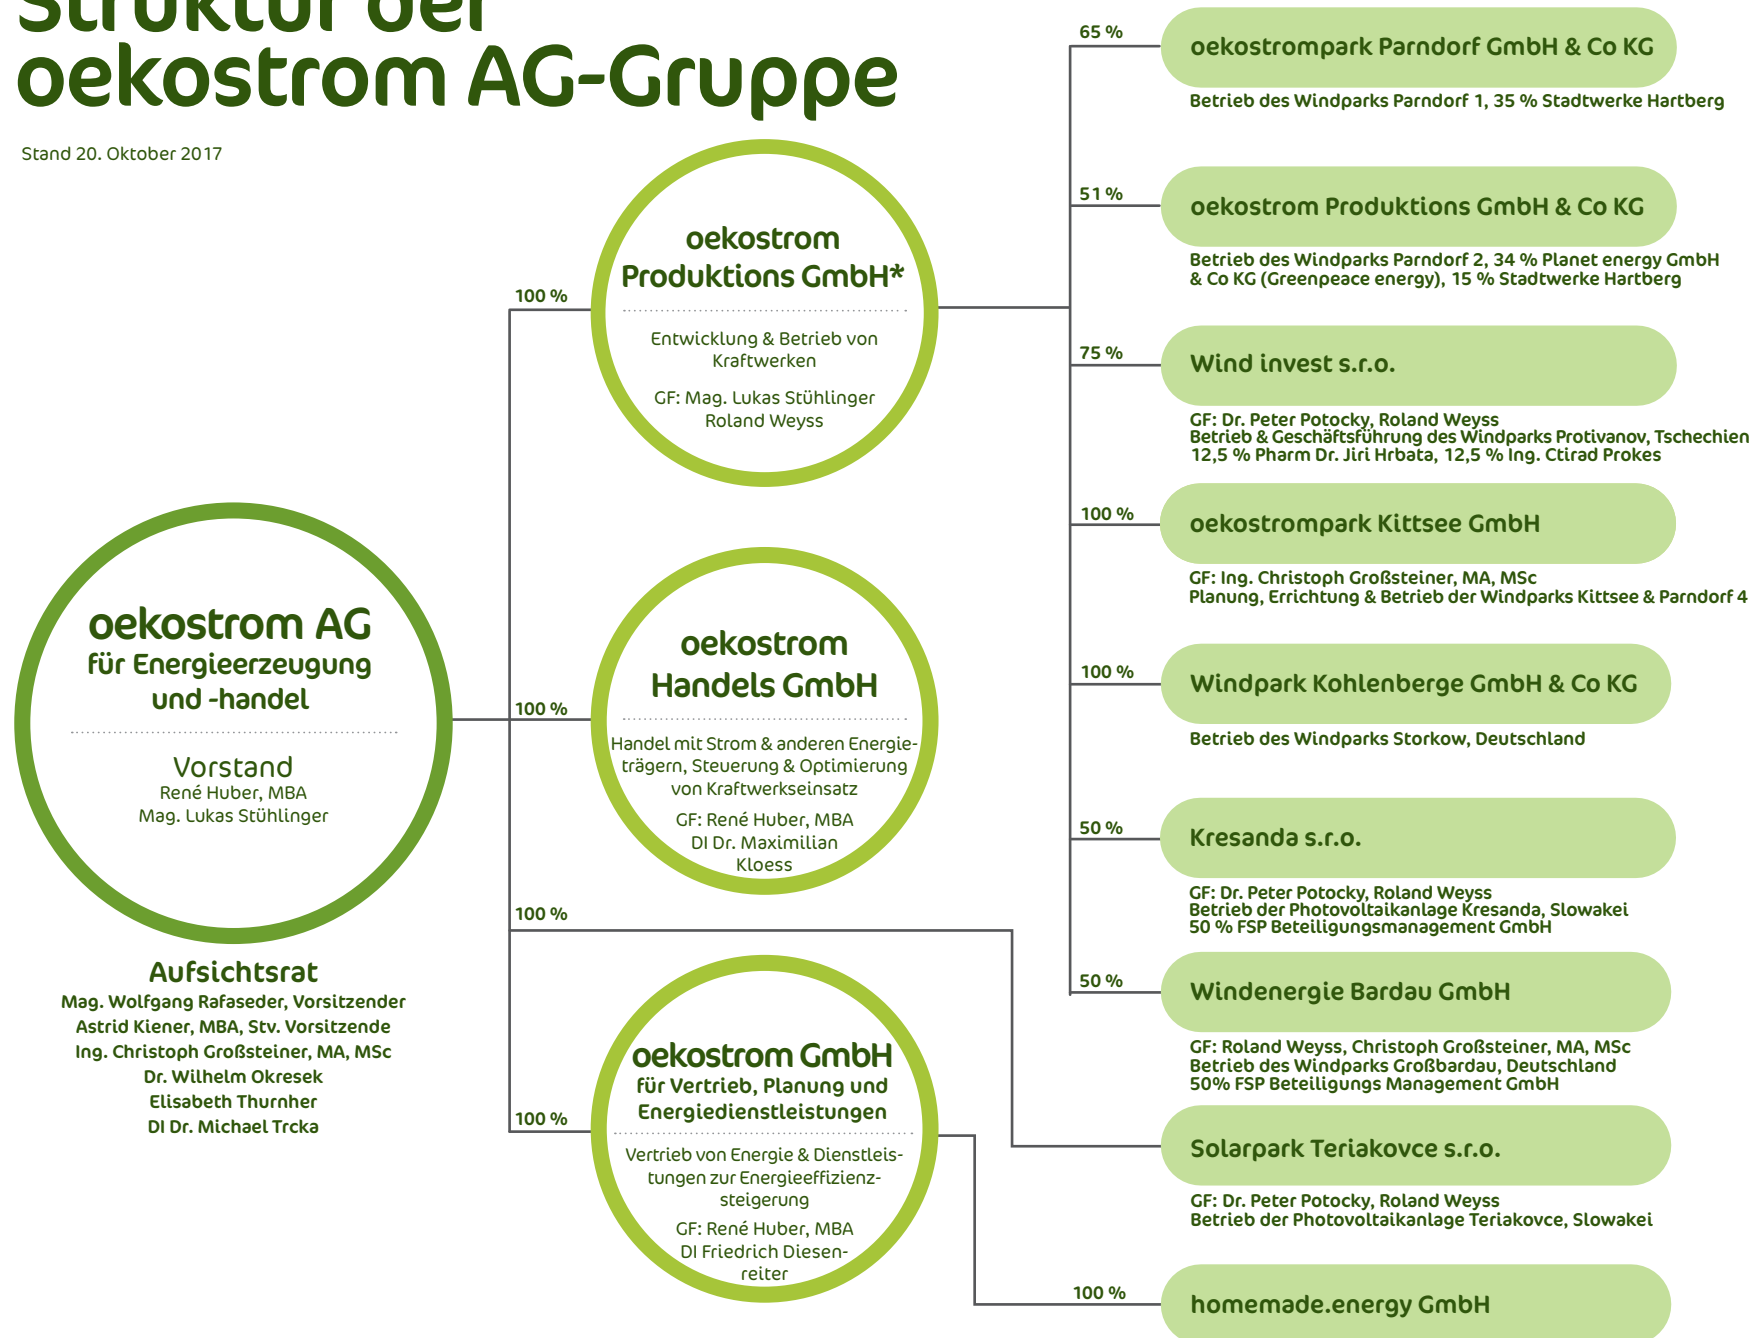 Struktur der
oekostrom AG-Gruppe
Stand 20. Oktober 2017
oekostrom AG
für Energieerzeugung
und -handel
Vorstand
René Huber, MBA
Mag. Lukas Stühlinger
Aufsichtsrat
Mag. Wolfgang Rafaseder, Vorsitzender
Astrid Kiener, MBA, Stv. Vorsitzende
Ing. Christoph Großsteiner, MA, MSc
Dr. Wilhelm Okresek
Elisabeth Thurnher
DI Dr. Michael Trcka
100 %
oekostrom
Produktions GmbH*
Entwicklung & Betrieb von
Kraftwerken
GF: Mag. Lukas Stühlinger
Roland Weyss
100 %
oekostrom
Handels GmbH
Handel mit Strom & anderen Energie-
trägern, Steuerung & Optimierung
von Kraftwerkseinsatz
GF: René Huber, MBA
DI Dr. Maximilian
Kloess
100 %
100 %
oekostrom GmbH
für Vertrieb, Planung und
Energiedienstleistungen
Vertrieb von Energie & Dienstleis-
tungen zur Energieeffizienz-
steigerung
GF: René Huber, MBA
DI Friedrich Diesen-
reiter
65 %
oekostrompark Parndorf GmbH & Co KG
Betrieb des Windparks Parndorf 1, 35 % Stadtwerke Hartberg
51 %
oekostrom Produktions GmbH & Co KG
Betrieb des Windparks Parndorf 2, 34 % Planet energy GmbH
& Co KG (Greenpeace energy), 15 % Stadtwerke Hartberg
75 %
Wind invest s.r.o.
GF: Dr. Peter Potocky, Roland Weyss
Betrieb & Geschäftsführung des Windparks Protivanov, Tschechien
12,5 % Pharm Dr. Jiri Hrbata, 12,5 % Ing. Ctirad Prokes
100 %
oekostrompark Kittsee GmbH
GF: Ing. Christoph Großsteiner, MA, MSc
Planung, Errichtung & Betrieb der Windparks Kittsee & Parndorf 4
100 %
Windpark Kohlenberge GmbH & Co KG
Betrieb des Windparks Storkow, Deutschland
50 %
Kresanda s.r.o.
GF: Dr. Peter Potocky, Roland Weyss
Betrieb der Photovoltaikanlage Kresanda, Slowakei
50 % FSP Beteiligungsmanagement GmbH
50 %
Windenergie Bardau GmbH
GF: Roland Weyss, Christoph Großsteiner, MA, MSc
Betrieb des Windparks Großbardau, Deutschland
50% FSP Beteiligungs Management GmbH
Solarpark Teriakovce s.r.o.
GF: Dr. Peter Potocky, Roland Weyss
Betrieb der Photovoltaikanlage Teriakovce, Slowakei
100 %
homemade.energy GmbH